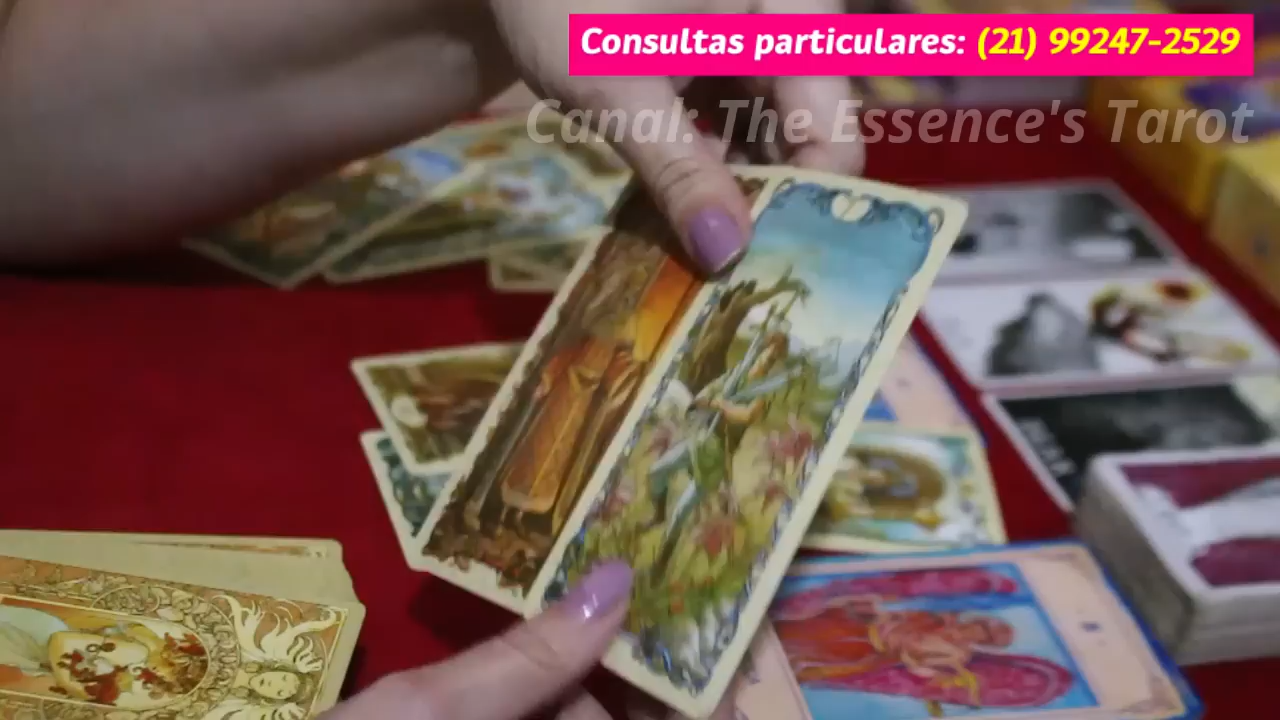 Consultas particulares: (21) 99247-2529
Canal: The Essence's Tarot